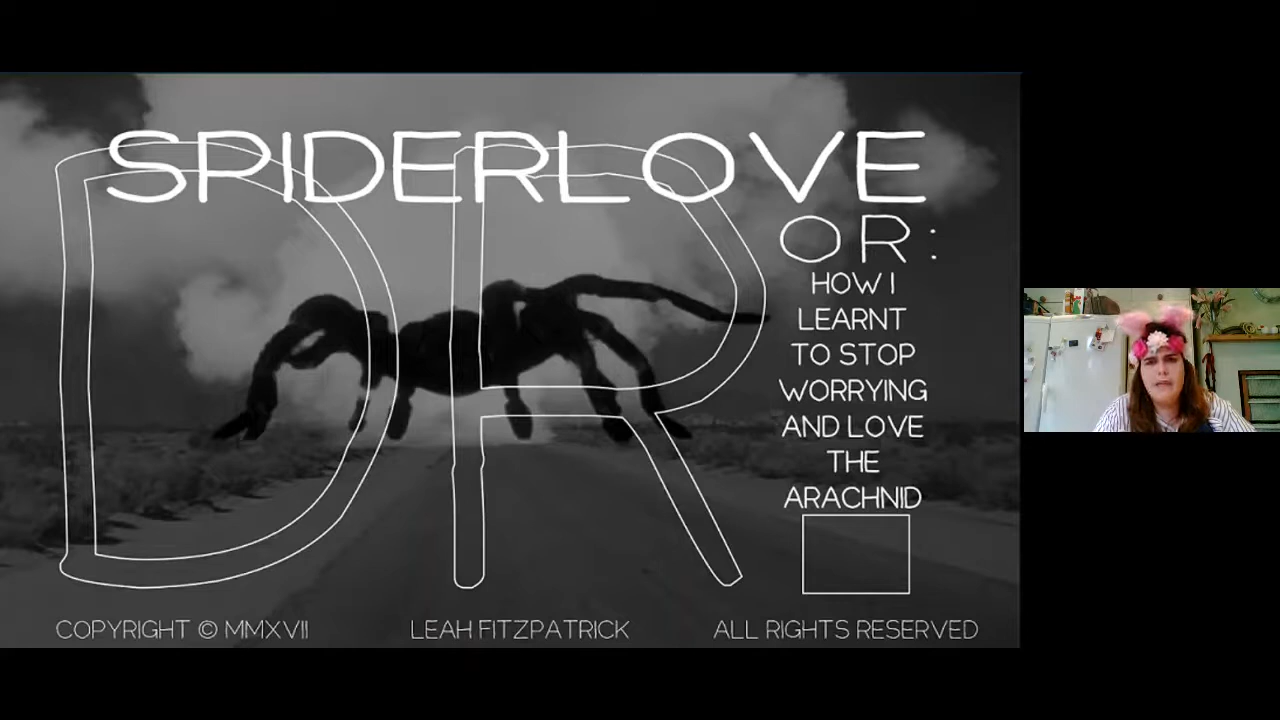 DR
SPIDERLOVE
OR:
HOW I
LEARNT
TO STOP
WORRYING
AND LOVE
THE
ARACHNID
COPYRIGHT © MMXVII
LEAH FITZPATRICK
ALL RIGHTS RESERVED